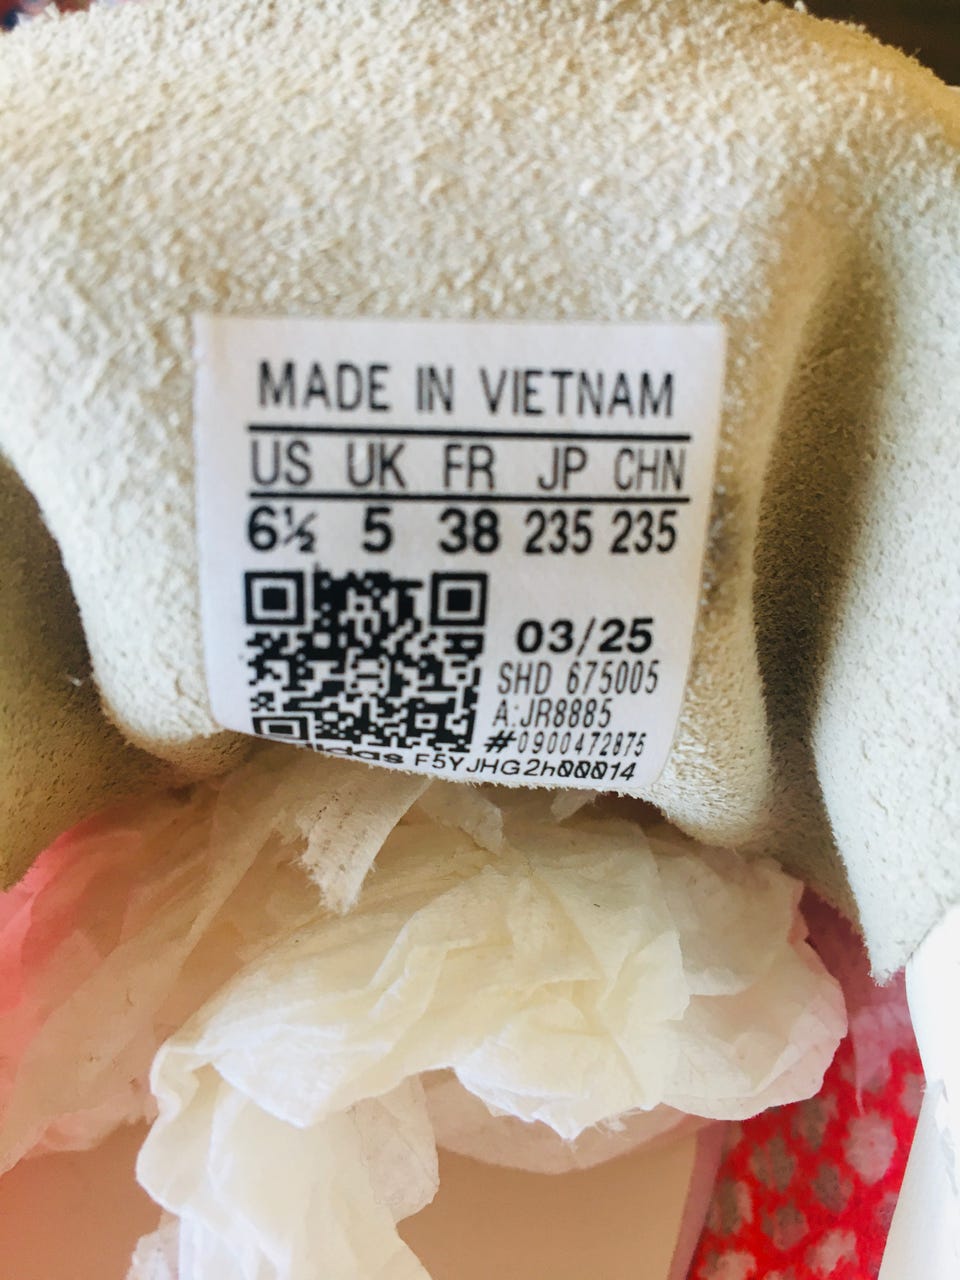 MADE IN VIETNAM
US UK FR JP CHN
6½ 5 38 235 235
03/25
SHD 675005
A:JR8885
#0900472875
adidas F5YJHG2h00014